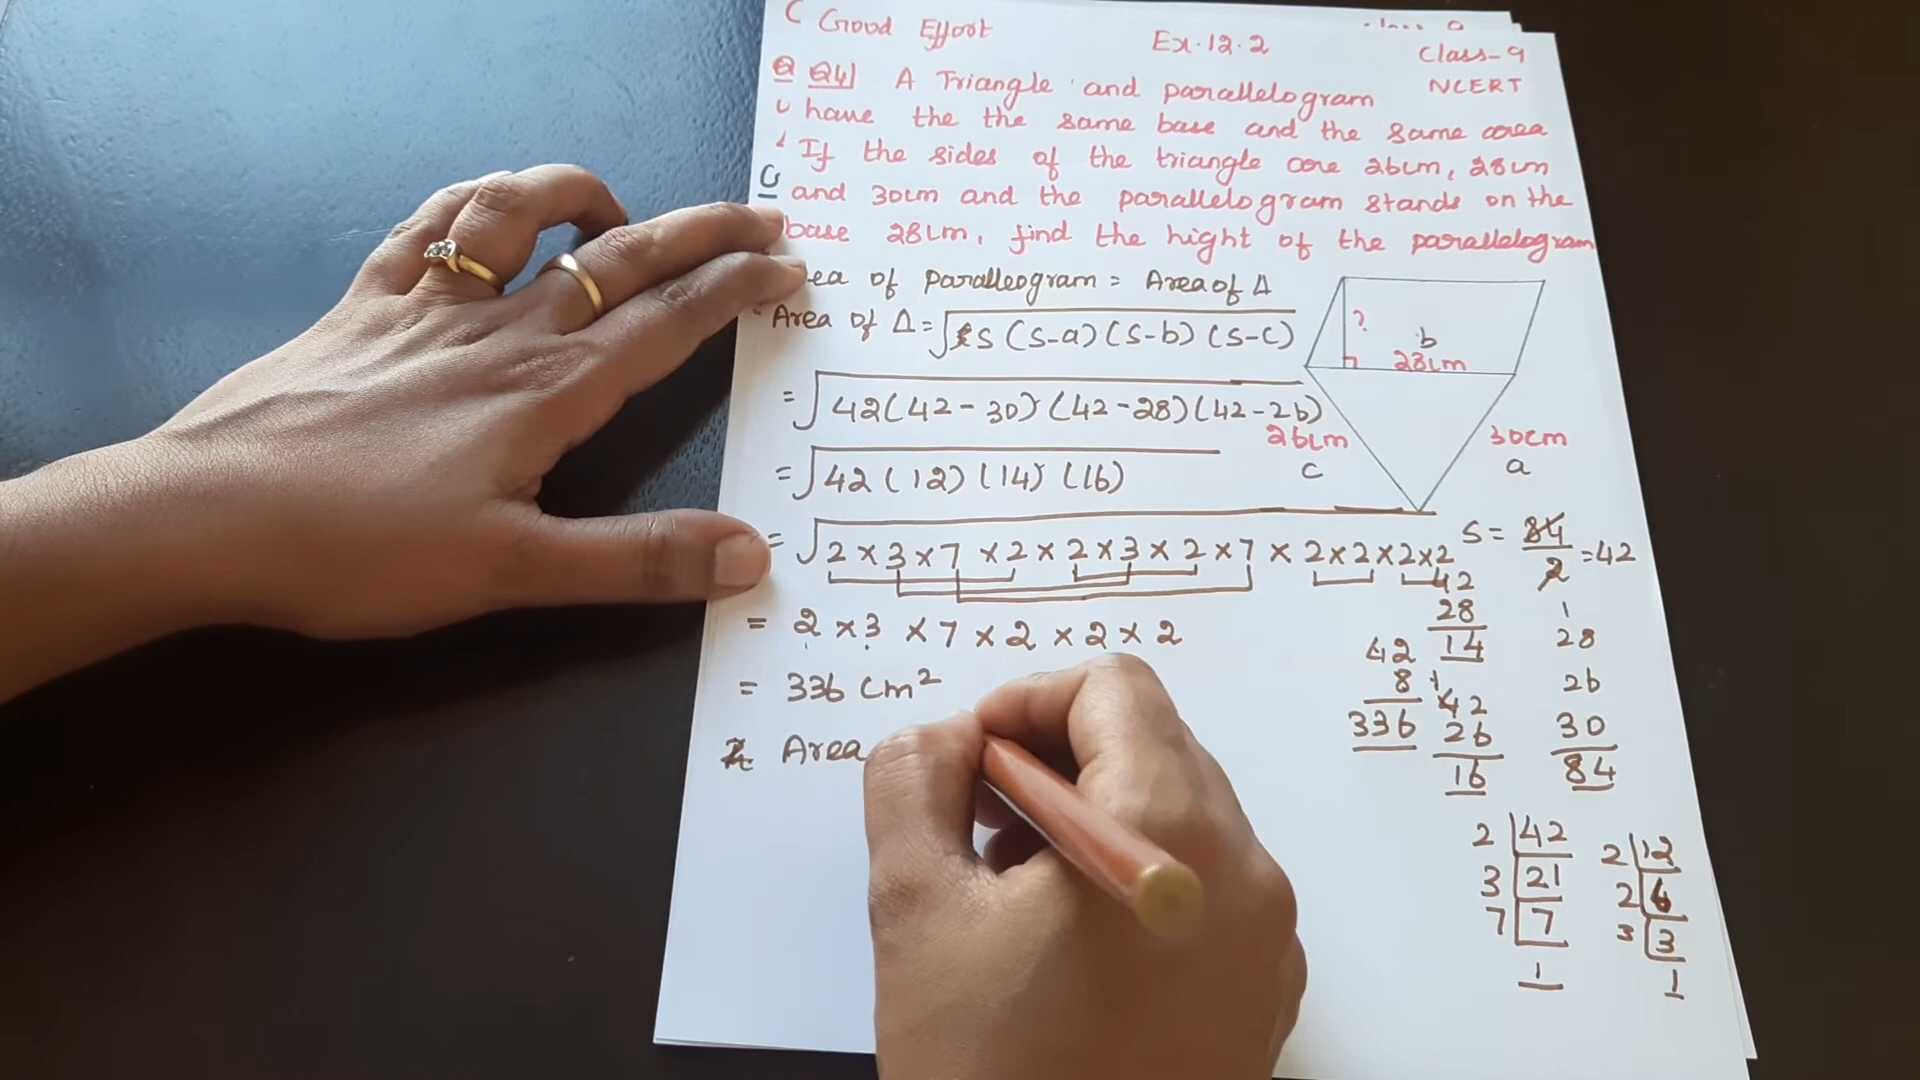 Good Effort
Ex.12.2
Class-9
NCERT
Q4 A Triangle and parallelogram
have the the same base and the same area
If the sides of the triangle are 26cm, 28cm
and 30cm and the parallelogram stands on the
base 28cm, find the hight of the parallelogram
ea of paralleogram = Area of Δ
Area of Δ = √s(s-a)(s-b)(s-c)
= √42(42-30)(42-28)(42-26)
= √42(12)(14)(16)
= √2×3×7×2×2×3×2×7×2×2×2×2
= 2×3×7×2×2×2
= 336 cm²
Area
?
b
28cm
26cm
c
30cm
a
S = 84/2 = 42
42
28
14
42
8
336
42
26
16
1
28
26
30
84
2 42
3 21
7 7
1
2 12
2 6
3 3
1